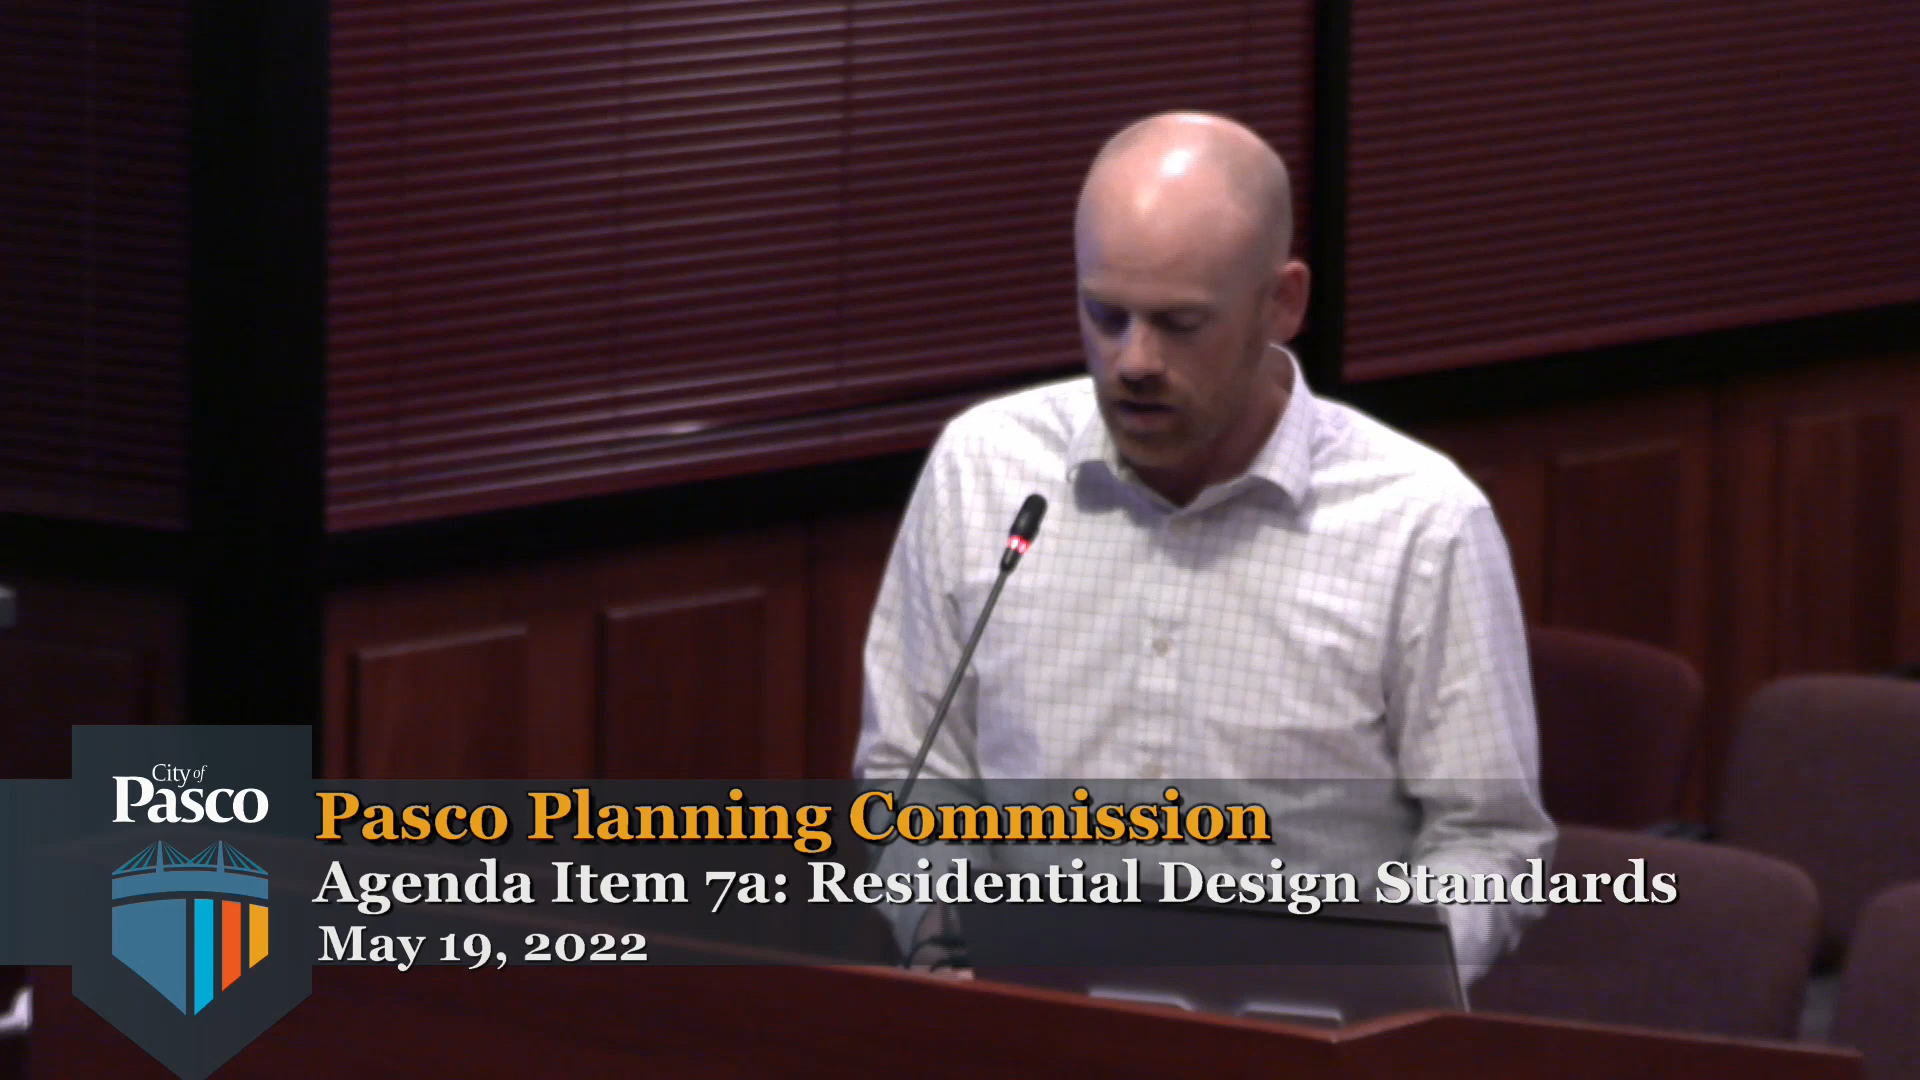 City of
Pasco
Pasco Planning Commission
Agenda Item 7a: Residential Design Standards
May 19, 2022